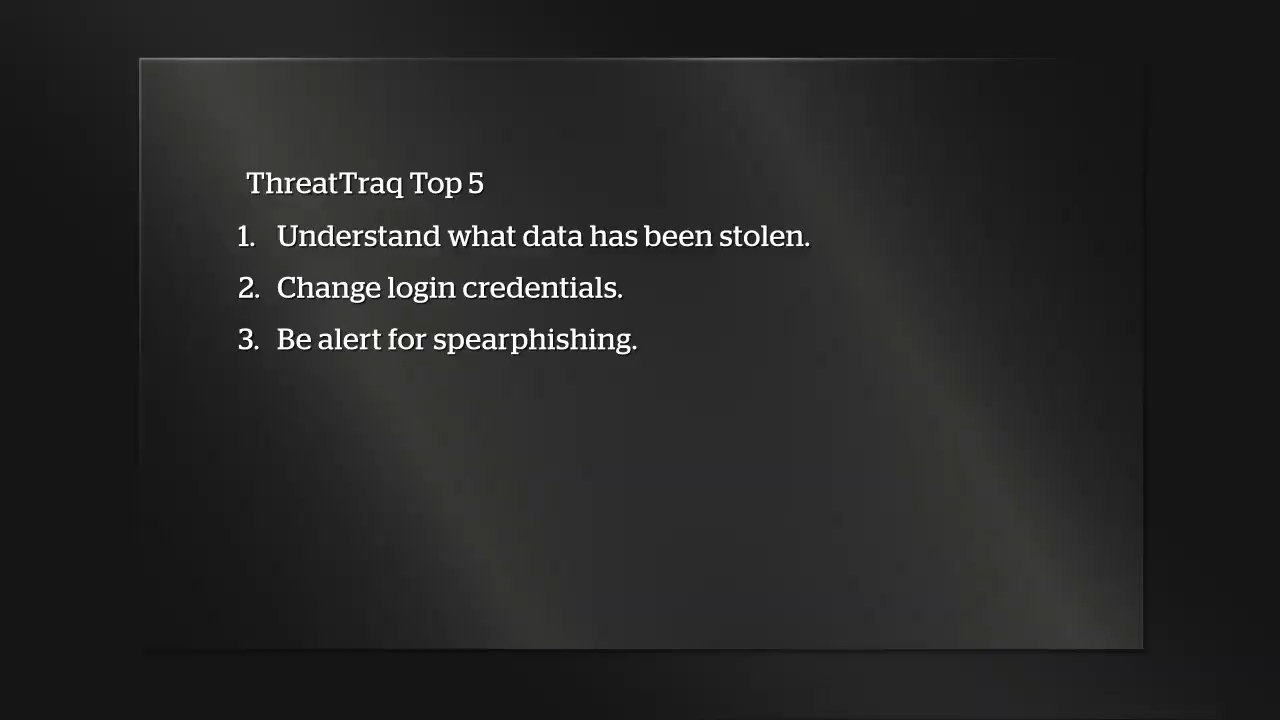 ThreatTraq Top 5
1. Understand what data has been stolen.
2. Change login credentials.
3. Be alert for spearphishing.